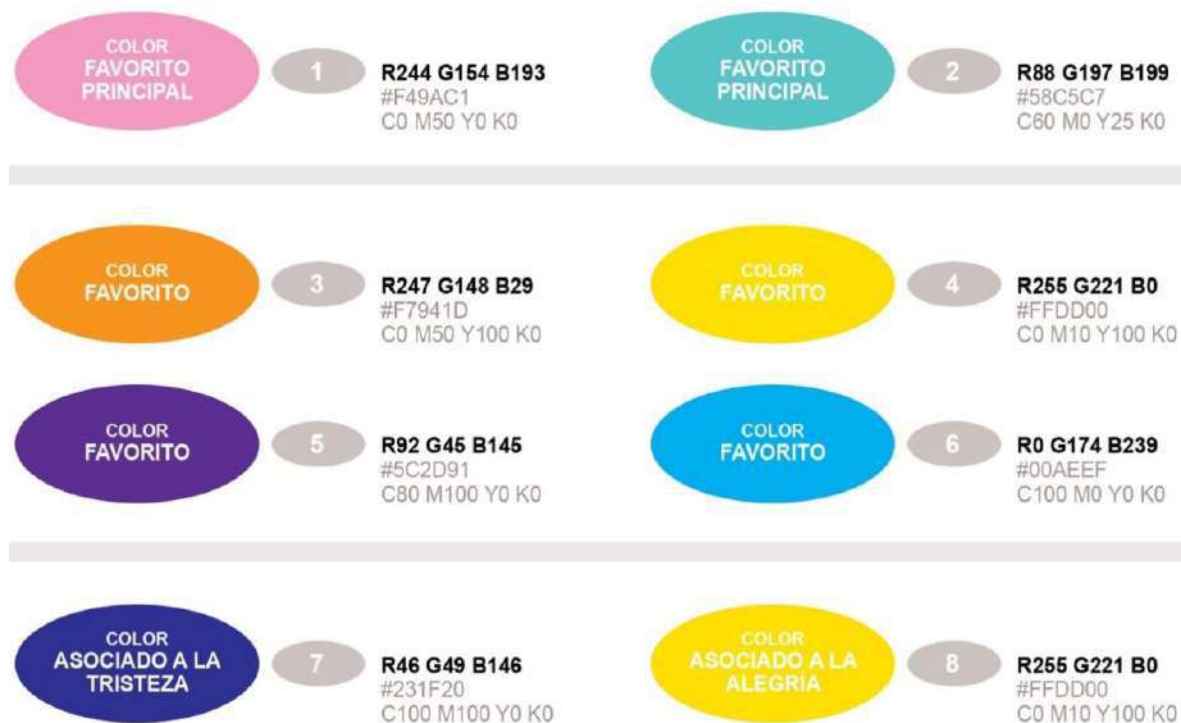 COLOR
FAVORITO
PRINCIPAL
1
R244 G154 B193
#F49AC1
C0 M50 Y0 K0
COLOR
FAVORITO
PRINCIPAL
2
R88 G197 B199
#58C5C7
C60 M0 Y25 K0
COLOR
FAVORITO
3
R247 G148 B29
#F7941D
C0 M50 Y100 K0
COLOR
FAVORITO
4
R255 G221 B0
#FFDD00
C0 M10 Y100 K0
COLOR
FAVORITO
5
R92 G45 B145
#5C2D91
C80 M100 Y0 K0
COLOR
FAVORITO
6
R0 G174 B239
#00AEEF
C100 M0 Y0 K0
COLOR
ASOCIADO A LA
TRISTEZA
7
R46 G49 B146
#231F20
C100 M100 Y0 K0
COLOR
ASOCIADO A LA
ALEGRIA
8
R255 G221 B0
#FFDD00
C0 M10 Y100 K0